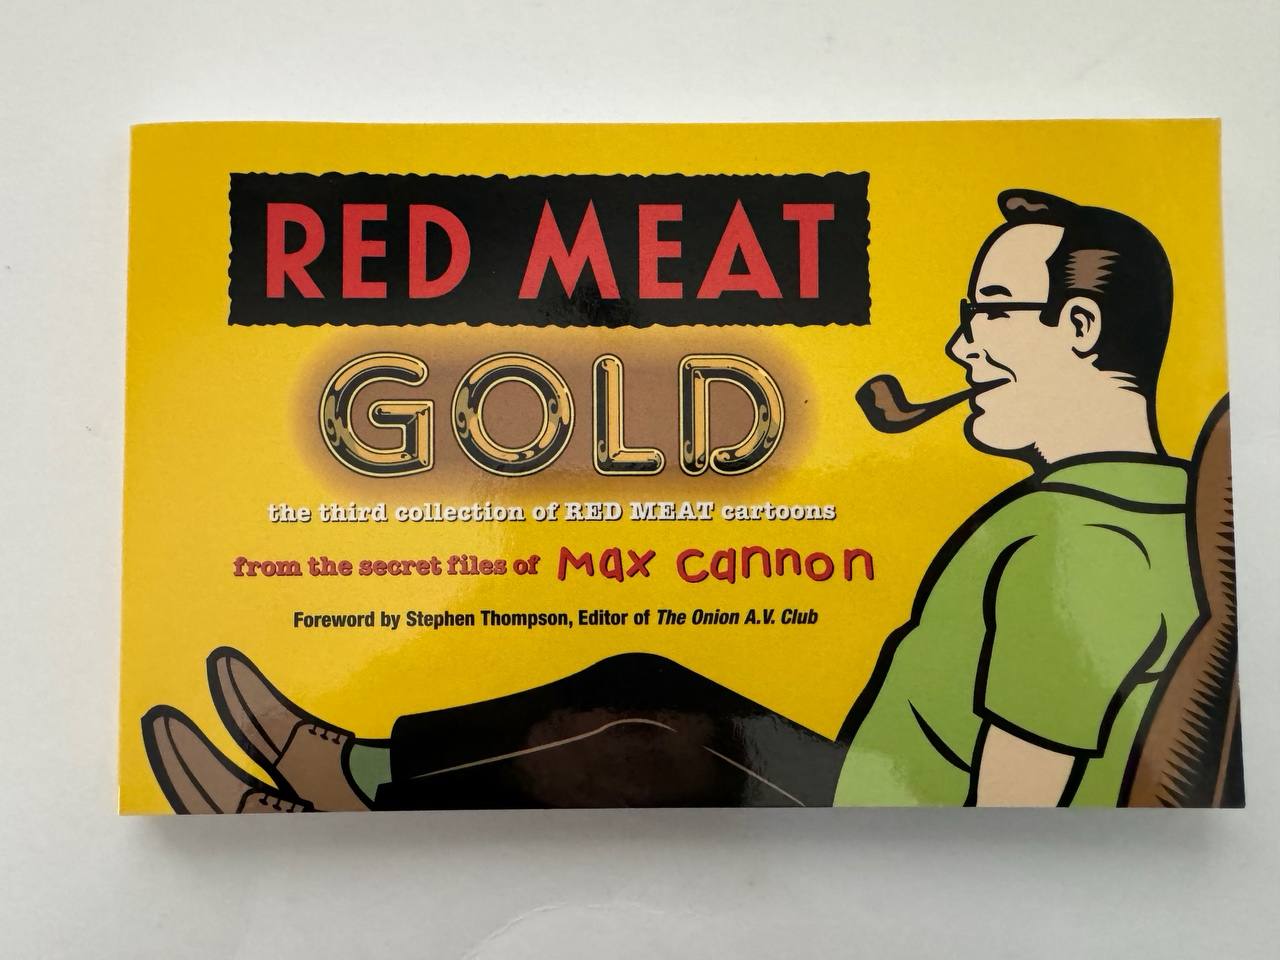 RED MEAT
GOLD
the third collection of RED MEAT cartoons
from the secret files of Max Cannon
Foreword by Stephen Thompson, Editor of The Onion A.V. Club